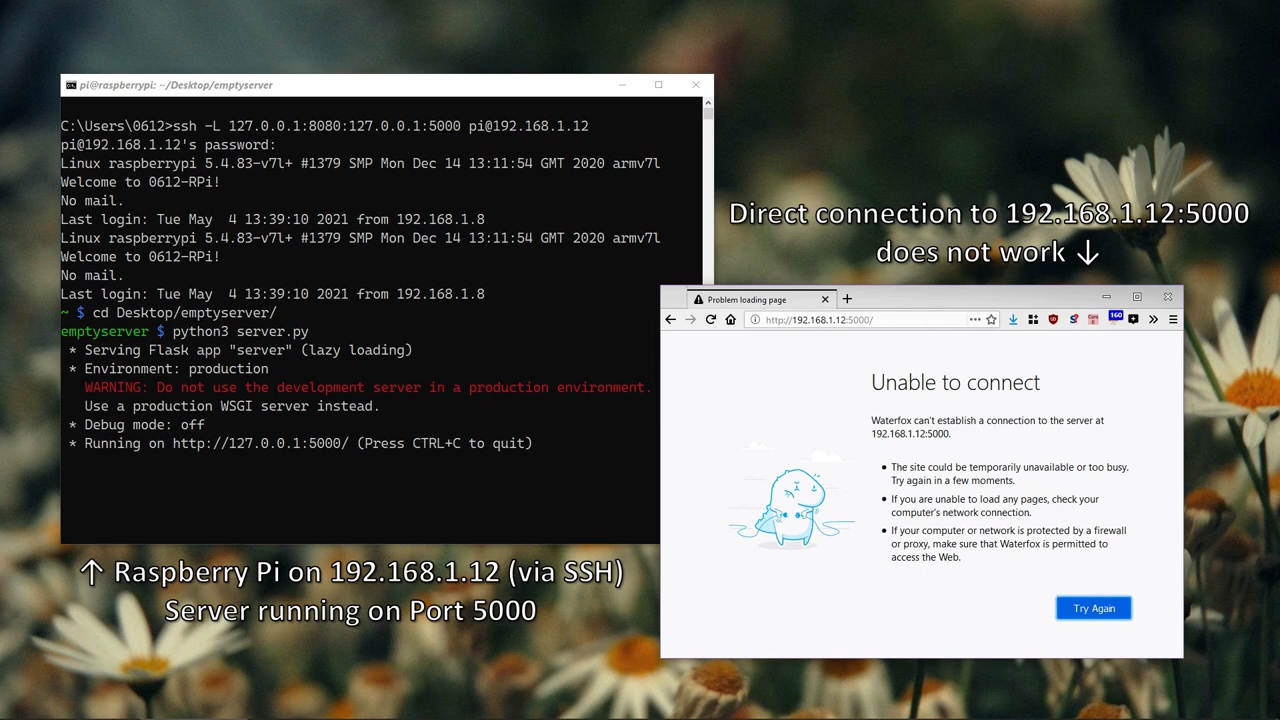 pi@raspberrypi: ~/Desktop/emptyserver
C:\Users\0612>ssh -L 127.0.0.1:8080:127.0.0.1:5000 pi@192.168.1.12
pi@192.168.1.12's password:
Linux raspberrypi 5.4.83-v7l+ #1379 SMP Mon Dec 14 13:11:54 GMT 2020 armv7l
Welcome to 0612-RPi!
No mail.
Last login: Tue May  4 13:39:10 2021 from 192.168.1.8
Linux raspberrypi 5.4.83-v7l+ #1379 SMP Mon Dec 14 13:11:54 GMT 2020 armv7l
Welcome to 0612-RPi!
No mail.
Last login: Tue May  4 13:39:10 2021 from 192.168.1.8
~ $ cd Desktop/emptyserver/
emptyserver $ python3 server.py
* Serving Flask app "server" (lazy loading)
* Environment: production
WARNING: Do not use the development server in a production environment.
Use a production WSGI server instead.
* Debug mode: off
* Running on http://127.0.0.1:5000/ (Press CTRL+C to quit)
↑ Raspberry Pi on 192.168.1.12 (via SSH)
Server running on Port 5000
Direct connection to 192.168.1.12:5000
does not work ↓
Problem loading page
http://192.168.1.12:5000/
160
Unable to connect
Waterfox can't establish a connection to the server at
192.168.1.12:5000.
• The site could be temporarily unavailable or too busy.
Try again in a few moments.
• If you are unable to load any pages, check your
computer's network connection.
• If your computer or network is protected by a firewall
or proxy, make sure that Waterfox is permitted to
access the Web.
Try Again